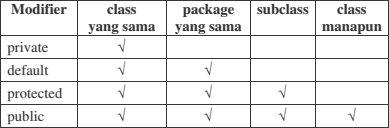 Modifier class yang sama package yang sama subclass class manapun
private √
default √ √
protected √ √ √
public √ √ √ √